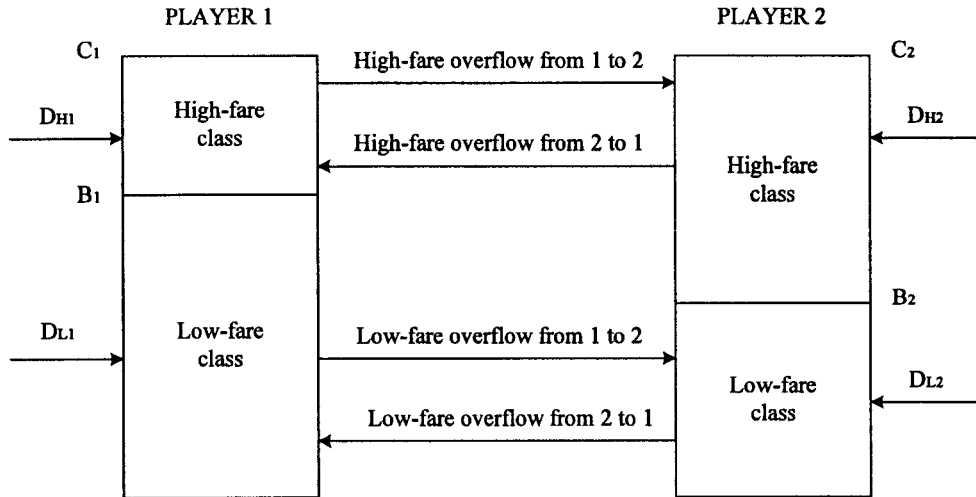 PLAYER 1
PLAYER 2
C1
C2
High-fare overflow from 1 to 2
DH1
High-fare
class
High-fare overflow from 2 to 1
DH2
High-fare
class
B1
B2
DL1
Low-fare
class
Low-fare overflow from 1 to 2
Low-fare
class
DL2
Low-fare overflow from 2 to 1